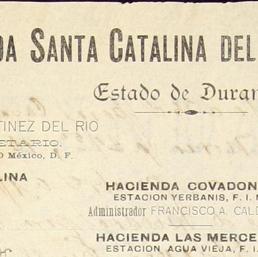 DA SANTA CATALINA DEL
Estado de Duran
TINEZ DEL RIO
ETARIO.
O México, D. F.
LINA
HACIENDA COVADON
ESTACION YERBANIS, F. I. M
Administrador FRANCISCO A. CALD
HACIENDA LAS MERCE
ESTACION AGUA VIEJA, F. I.